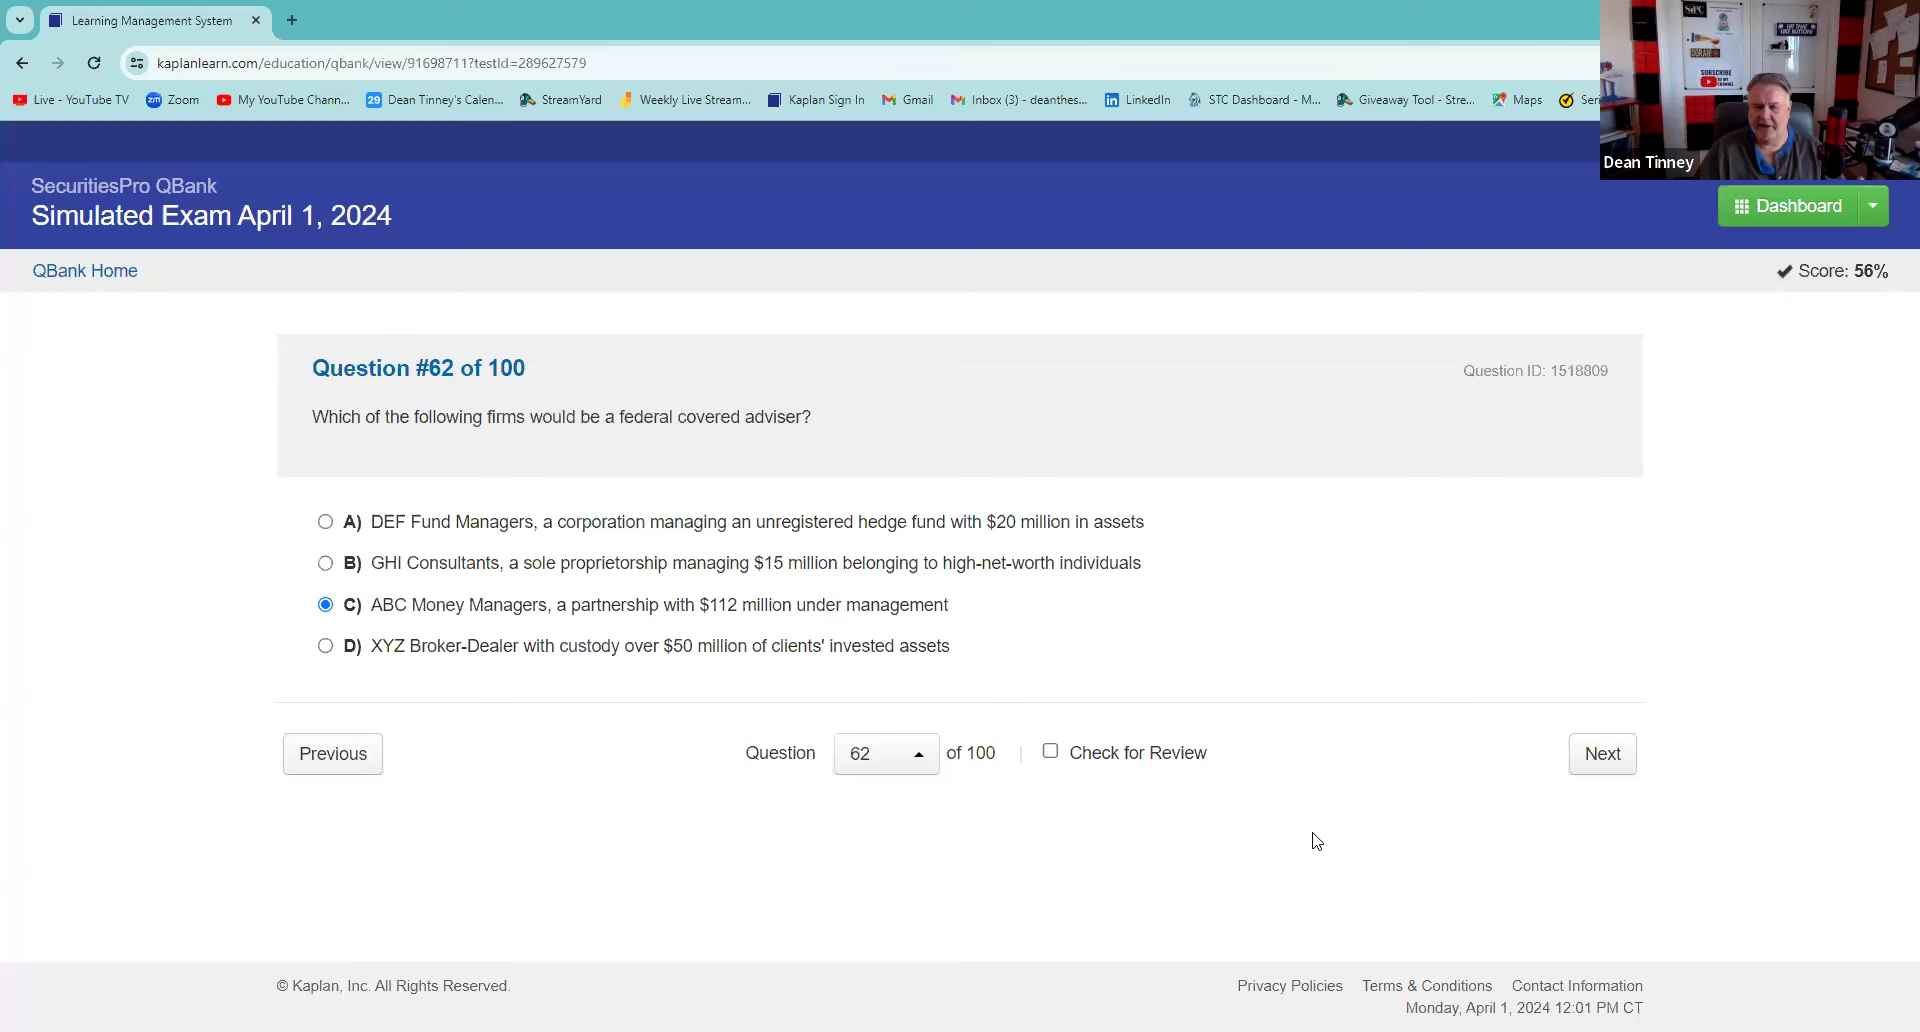 Learning Management System
kaplanlearn.com/education/qbank/view/91698711?testId=289627579
Live - YouTube TV
Zoom
My YouTube Chann...
Dean Tinney's Calen...
StreamYard
Weekly Live Stream...
Kaplan Sign In
Gmail
Inbox (3) - deanthes...
LinkedIn
STC Dashboard - M...
Giveaway Tool - Stre...
Maps
Seri
SIPC
HIT THAT
LIKE BUTTON!
SUBSCRIBE
Dean Tinney
SecuritiesPro QBank
Simulated Exam April 1, 2024
Dashboard
QBank Home
Score: 56%
Question #62 of 100
Question ID: 1518809
Which of the following firms would be a federal covered adviser?
A) DEF Fund Managers, a corporation managing an unregistered hedge fund with $20 million in assets
B) GHI Consultants, a sole proprietorship managing $15 million belonging to high-net-worth individuals
C) ABC Money Managers, a partnership with $112 million under management
D) XYZ Broker-Dealer with custody over $50 million of clients' invested assets
Previous
Question 62 of 100 | Check for Review
Next
© Kaplan, Inc. All Rights Reserved.
Privacy Policies Terms & Conditions Contact Information
Monday, April 1, 2024 12:01 PM CT